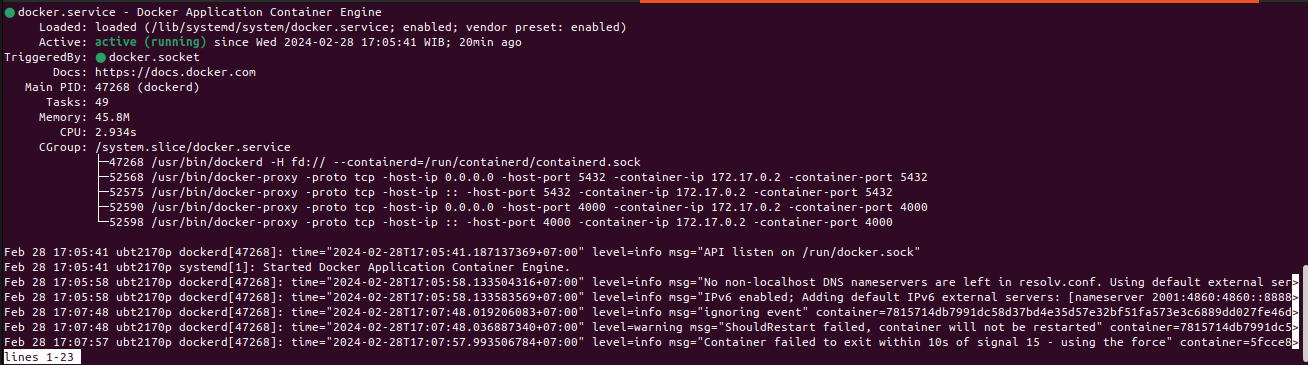 ● docker.service - Docker Application Container Engine
     Loaded: loaded (/lib/systemd/system/docker.service; enabled; vendor preset: enabled)
     Active: active (running) since Wed 2024-02-28 17:05:41 WIB; 20min ago
TriggeredBy: ● docker.socket
       Docs: https://docs.docker.com
   Main PID: 47268 (dockerd)
      Tasks: 49
     Memory: 45.8M
        CPU: 2.934s
     CGroup: /system.slice/docker.service
             ├─47268 /usr/bin/dockerd -H fd:// --containerd=/run/containerd/containerd.sock
             ├─52568 /usr/bin/docker-proxy -proto tcp -host-ip 0.0.0.0 -host-port 5432 -container-ip 172.17.0.2 -container-port 5432
             ├─52575 /usr/bin/docker-proxy -proto tcp -host-ip :: -host-port 5432 -container-ip 172.17.0.2 -container-port 5432
             ├─52590 /usr/bin/docker-proxy -proto tcp -host-ip 0.0.0.0 -host-port 4000 -container-ip 172.17.0.2 -container-port 4000
             └─52598 /usr/bin/docker-proxy -proto tcp -host-ip :: -host-port 4000 -container-ip 172.17.0.2 -container-port 4000
Feb 28 17:05:41 ubt2170p dockerd[47268]: time="2024-02-28T17:05:41.187137369+07:00" level=info msg="API listen on /run/docker.sock"
Feb 28 17:05:41 ubt2170p systemd[1]: Started Docker Application Container Engine.
Feb 28 17:05:58 ubt2170p dockerd[47268]: time="2024-02-28T17:05:58.133504316+07:00" level=info msg="No non-localhost DNS nameservers are left in resolv.conf. Using default external ser>
Feb 28 17:05:58 ubt2170p dockerd[47268]: time="2024-02-28T17:05:58.133583569+07:00" level=info msg="IPv6 enabled; Adding default IPv6 external servers: [nameserver 2001:4860:4860::8888>
Feb 28 17:07:48 ubt2170p dockerd[47268]: time="2024-02-28T17:07:48.019206083+07:00" level=info msg="ignoring event" container=7815714db7991dc58d37bd4e35d57e32bf51fa573e3c6889dd027fe46d>
Feb 28 17:07:48 ubt2170p dockerd[47268]: time="2024-02-28T17:07:48.036887340+07:00" level=warning msg="ShouldRestart failed, container will not be restarted" container=7815714db7991dc5>
Feb 28 17:07:57 ubt2170p dockerd[47268]: time="2024-02-28T17:07:57.993506784+07:00" level=info msg="Container failed to exit within 10s of signal 15 - using the force" container=5fcce8>
lines 1-23